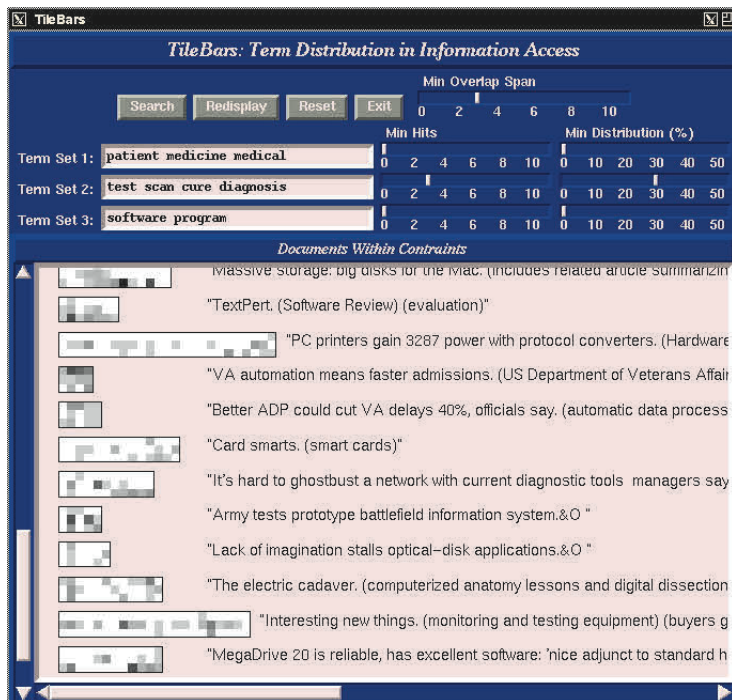 TileBars
TileBars: Term Distribution in Information Access
Min Overlap Span
Search Redisplay Reset Exit
0 2 4 6 8 10
Min Hits Min Distribution (%)
Term Set 1: patient medicine medical
0 2 4 6 8 10 0 10 20 30 40 50
Term Set 2: test scan cure diagnosis
0 2 4 6 8 10 0 10 20 30 40 50
Term Set 3: software program
0 2 4 6 8 10 0 10 20 30 40 50
Documents Within Contraints
"Massive storage: big disks for the Mac. (includes related article summarizin
"TextPert. (Software Review) (evaluation)"
"PC printers gain 3287 power with protocol converters. (Hardware
"VA automation means faster admissions. (US Department of Veterans Affair
"Better ADP could cut VA delays 40%, officials say. (automatic data process
"Card smarts. (smart cards)"
"It's hard to ghostbust a network with current diagnostic tools managers say
"Army tests prototype battlefield information system.&O "
"Lack of imagination stalls optical-disk applications.&O "
"The electric cadaver. (computerized anatomy lessons and digital dissection
"Interesting new things. (monitoring and testing equipment) (buyers g
"MegaDrive 20 is reliable, has excellent software: 'nice adjunct to standard h